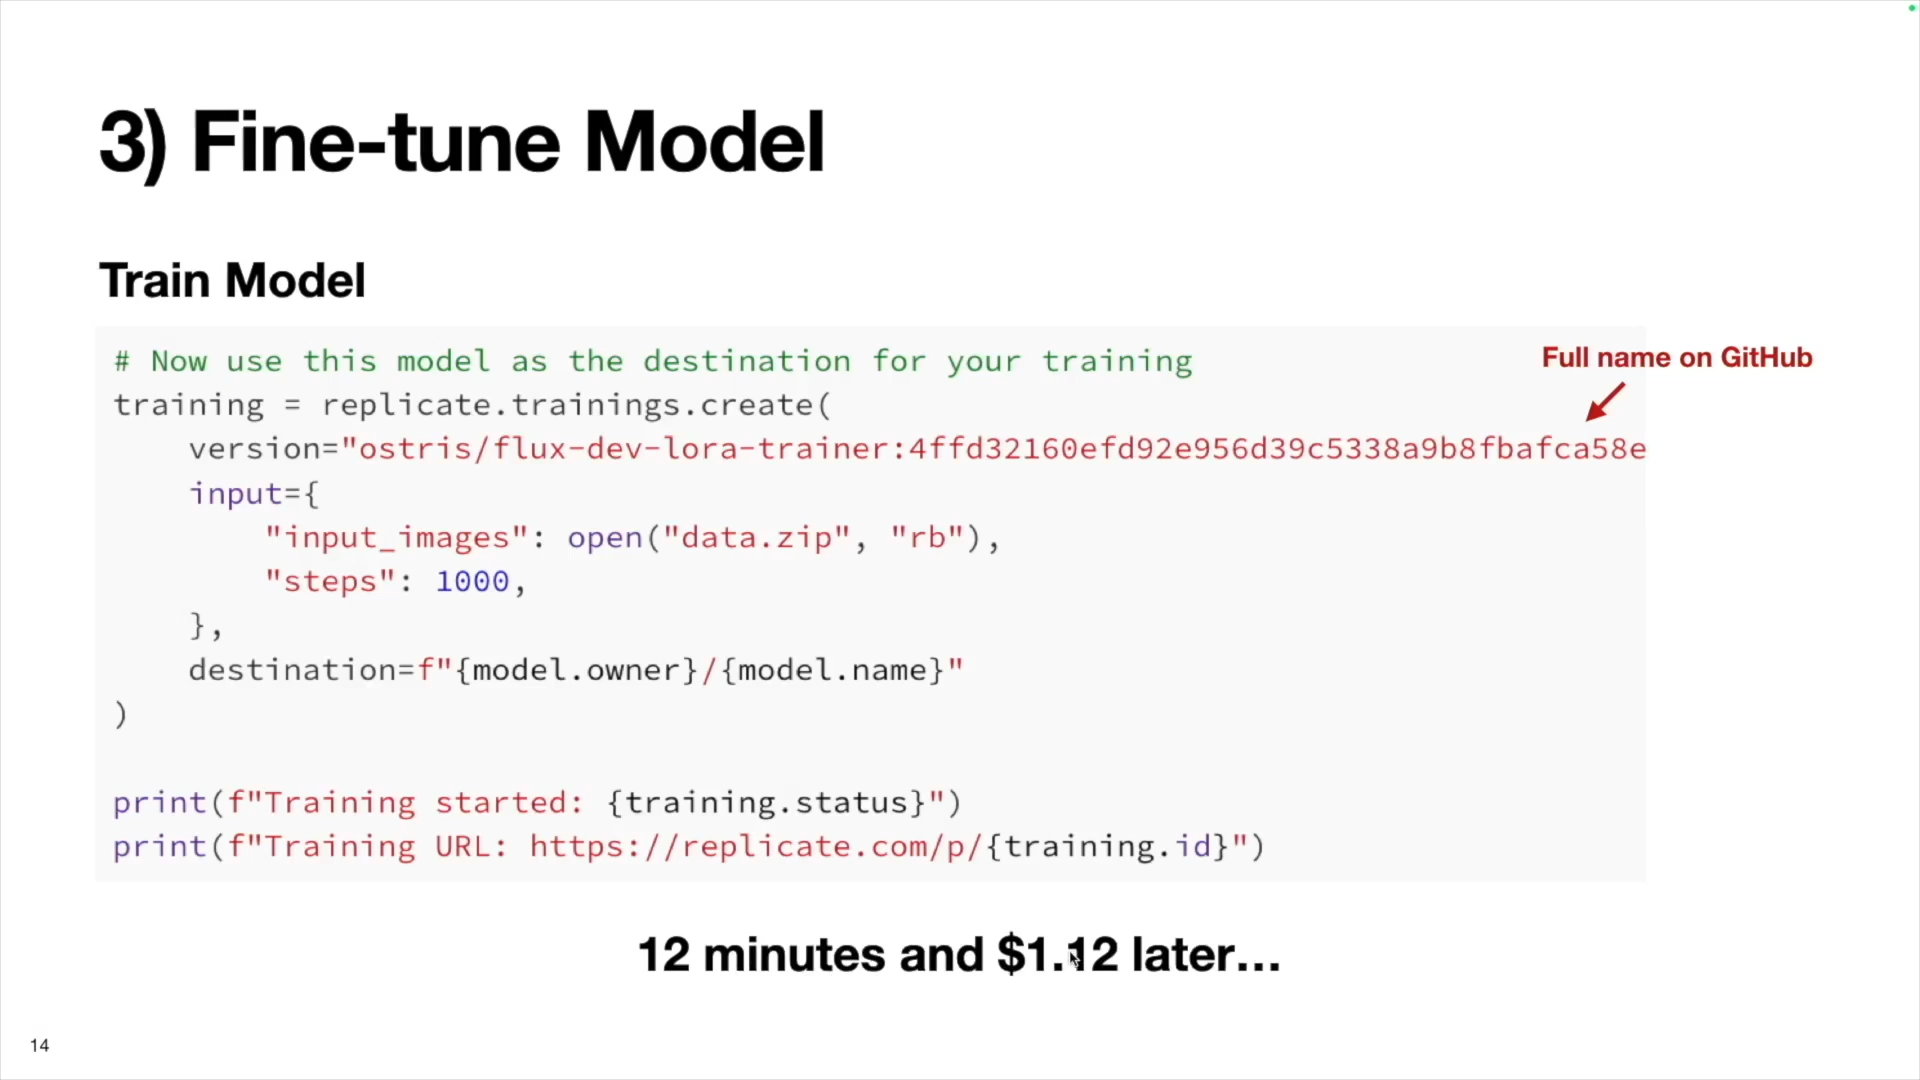 3) Fine-tune Model
Train Model
# Now use this model as the destination for your training
Full name on GitHub
training = replicate.trainings.create(
    version="ostris/flux-dev-lora-trainer:4ffd32160efd92e956d39c5338a9b8fbafca58e
    input={
        "input_images": open("data.zip", "rb"),
        "steps": 1000,
    },
    destination=f"{model.owner}/{model.name}"
)
print(f"Training started: {training.status}")
print(f"Training URL: https://replicate.com/p/{training.id}")
12 minutes and $1.12 later...
14